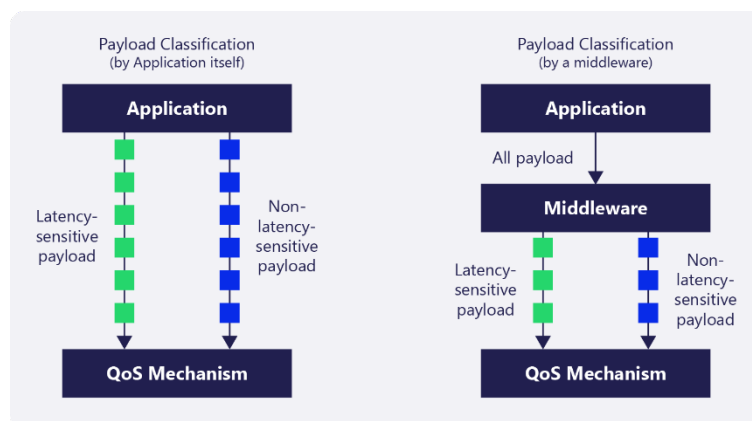 Payload Classification
(by Application itself)
Application
Latency-
sensitive
payload
Non-
latency-
sensitive
payload
QoS Mechanism
Payload Classification
(by a middleware)
Application
All payload
Middleware
Latency-
sensitive
payload
Non-
latency-
sensitive
payload
QoS Mechanism